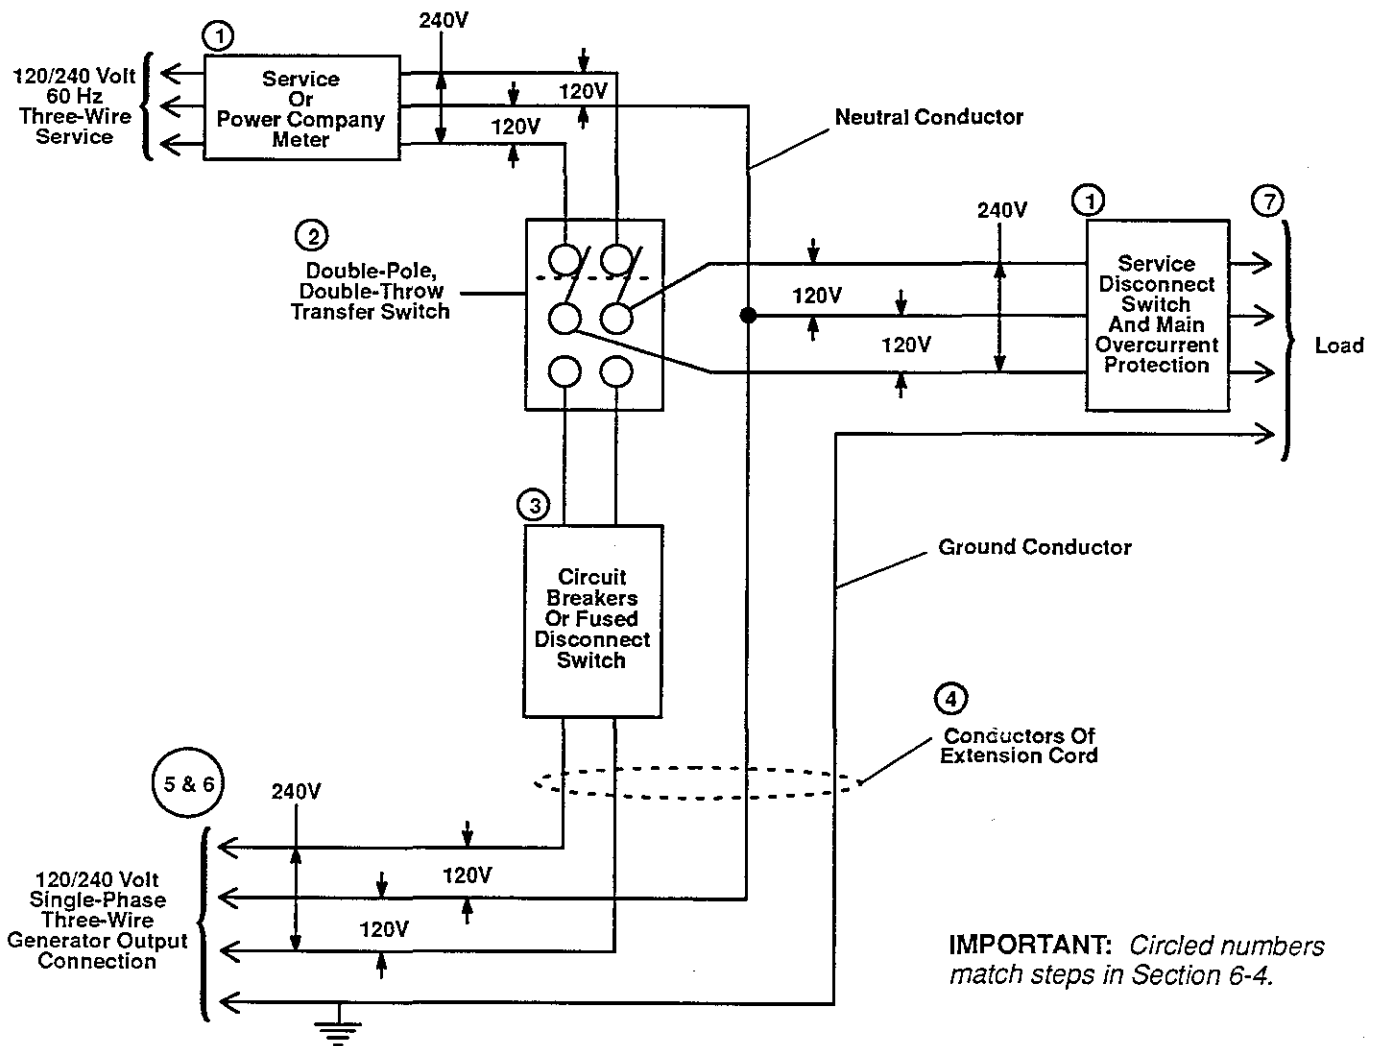 240V
1
120/240 Volt
60 Hz
Three-Wire
Service
Service
Or
Power Company
Meter
120V
120V
Neutral Conductor
2
Double-Pole,
Double-Throw
Transfer Switch
240V
1
7
120V
120V
Service
Disconnect
Switch
And Main
Overcurrent
Protection
Load
3
Circuit
Breakers
Or Fused
Disconnect
Switch
Ground Conductor
4
Conductors Of
Extension Cord
5 & 6
240V
120/240 Volt
Single-Phase
Three-Wire
Generator Output
Connection
120V
120V
IMPORTANT: Circled numbers
match steps in Section 6-4.